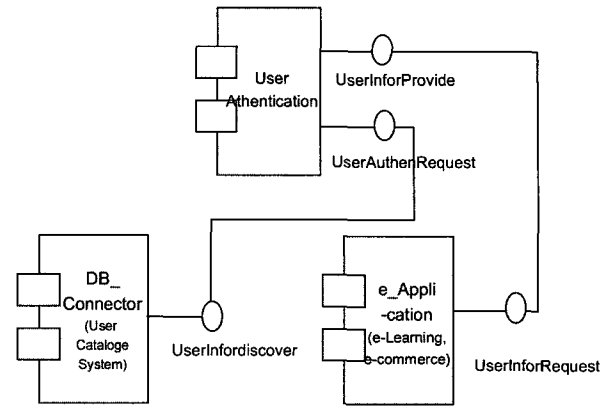 User
Athentication
UserInforProvide
UserAuthenRequest
DB_
Connector
(User
Cataloge
System)
UserInfordiscover
e_Appli
-cation
(e-Learning,
e-commerce)
UserInforRequest